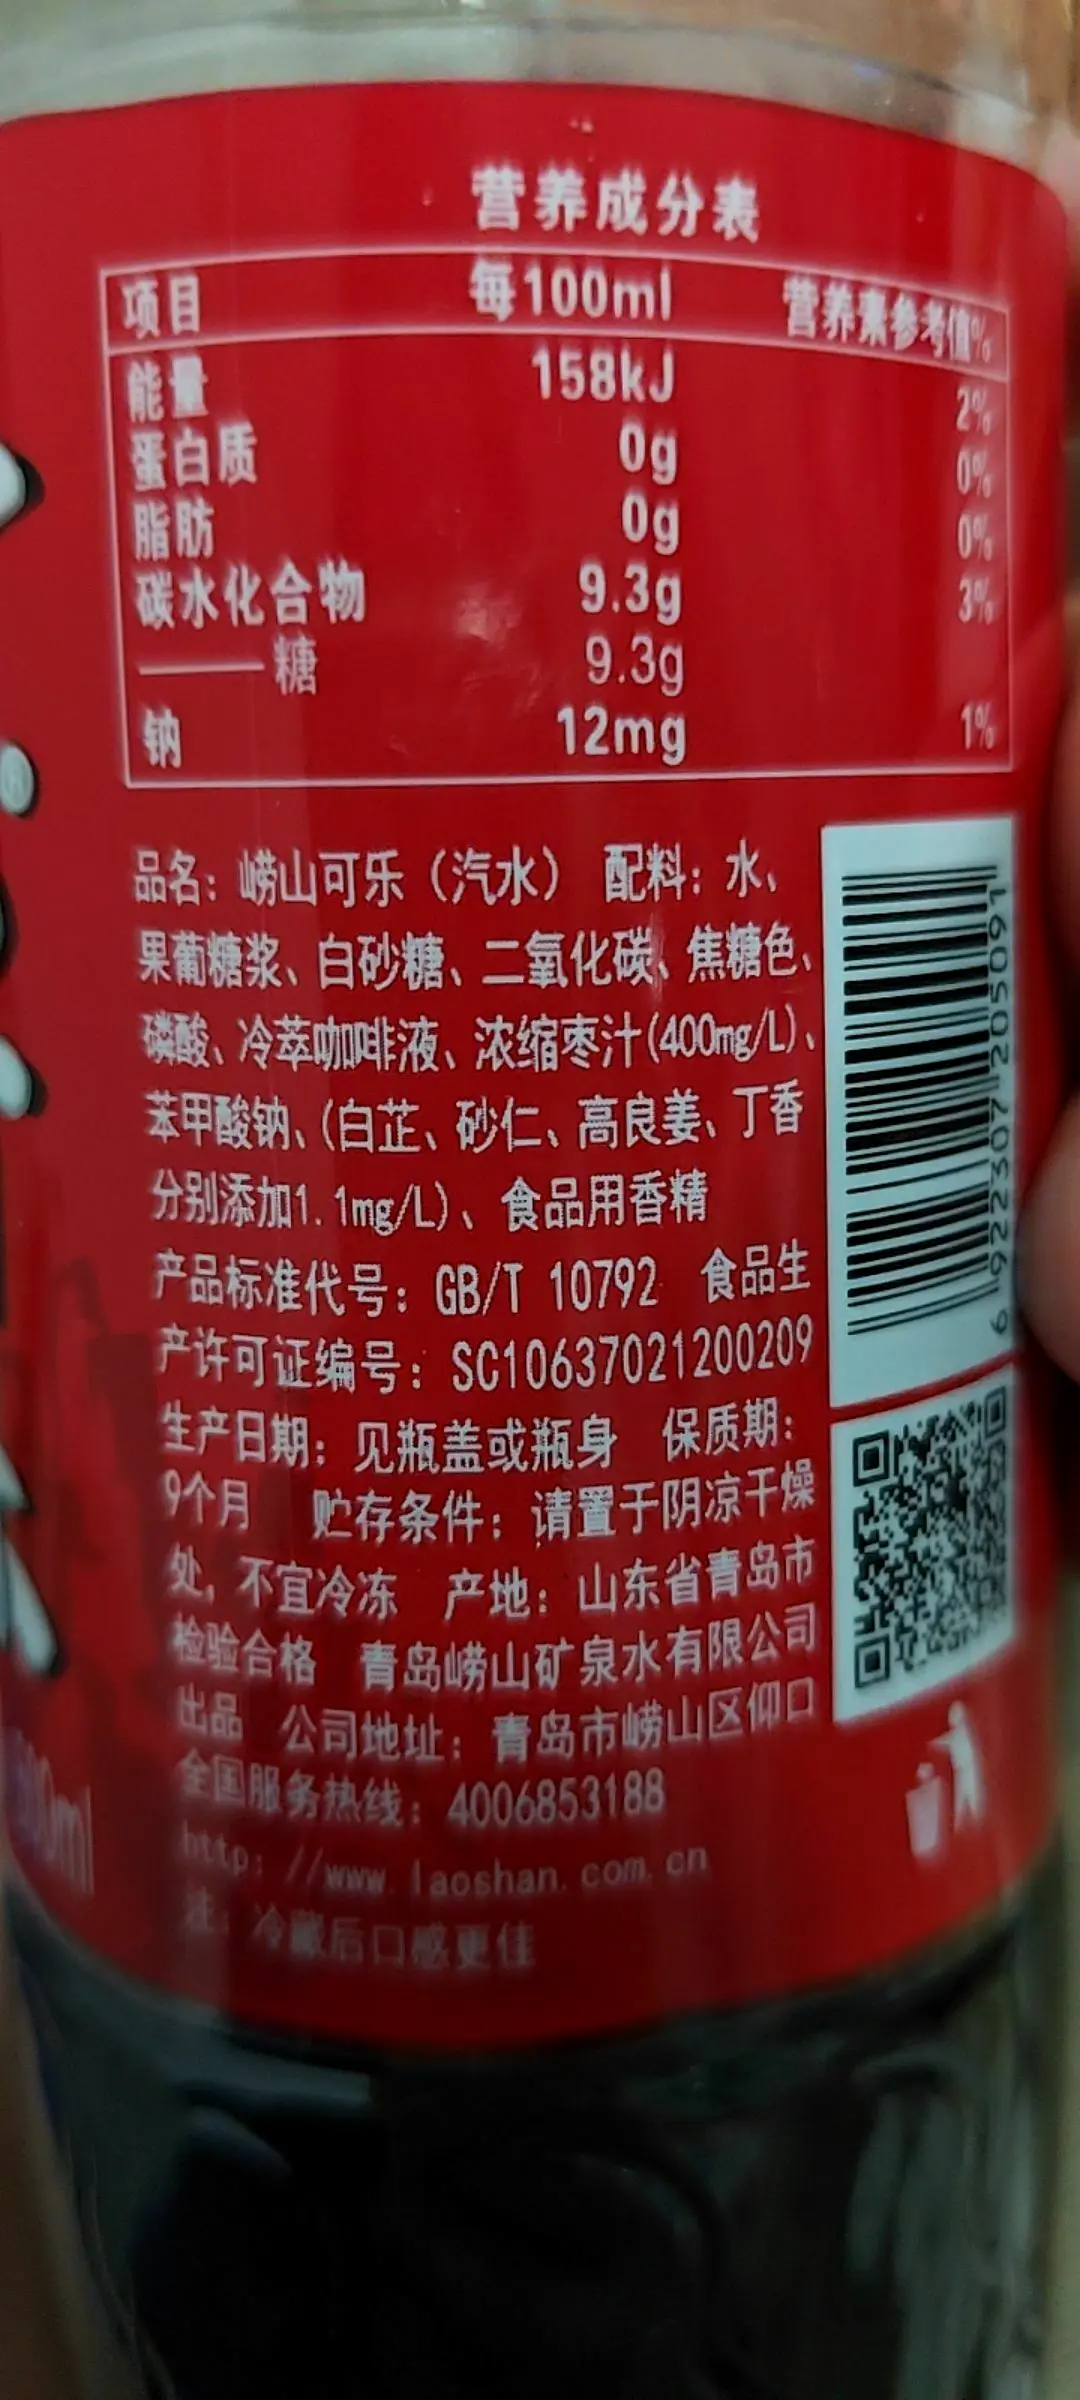 营养成分表
项目 每100ml 营养素参考值%
能量 158kJ 2%
蛋白质 0g 0%
脂肪 0g 0%
碳水化合物 9.3g 3%
——糖 9.3g
钠 12mg 1%
品名：崂山可乐（汽水） 配料：水、
果葡糖浆、白砂糖、二氧化碳、焦糖色、
磷酸、冷萃咖啡液、浓缩枣汁(400mg/L)、
苯甲酸钠、(白芷、砂仁、高良姜、丁香
分别添加1.1mg/L)、食品用香精
产品标准代号：GB/T 10792 食品生
产许可证编号：SC10637021200209
生产日期：见瓶盖或瓶身 保质期：
9个月 贮存条件：请置于阴凉干燥
处，不宜冷冻 产地：山东省青岛市
检验合格 青岛崂山矿泉水有限公司
出品 公司地址：青岛市崂山区仰口
全国服务热线：4006853188
http://www.laoshan.com.cn
注：冷藏后口感更佳
6922307205091
®
ml